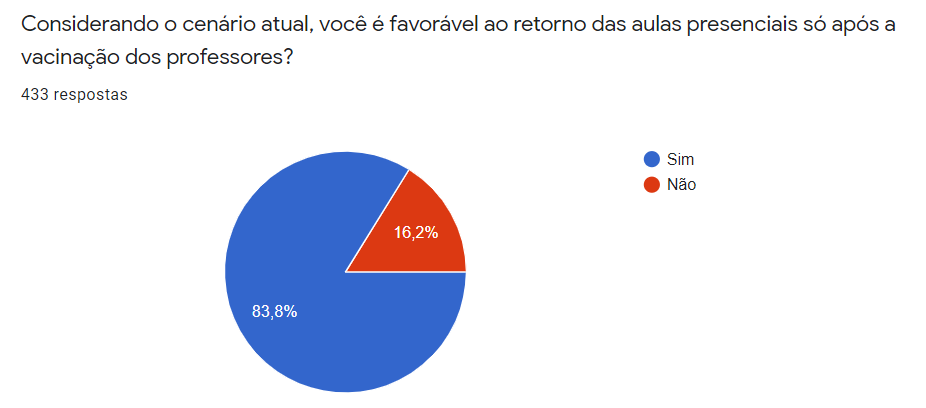 Considerando o cenário atual, você é favorável ao retorno das aulas presenciais só após a
vacinação dos professores?
433 respostas
Sim
Não
16,2%
83,8%